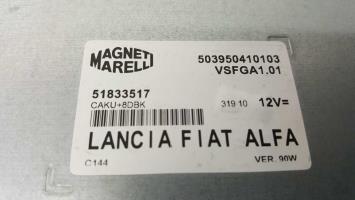 MAGNETI
MARELLI
503950410103
VSFGA1.01
51833517
CAKU+8DBK
319 10 12V=
LANCIA FIAT ALFA
C144 VER. 90W